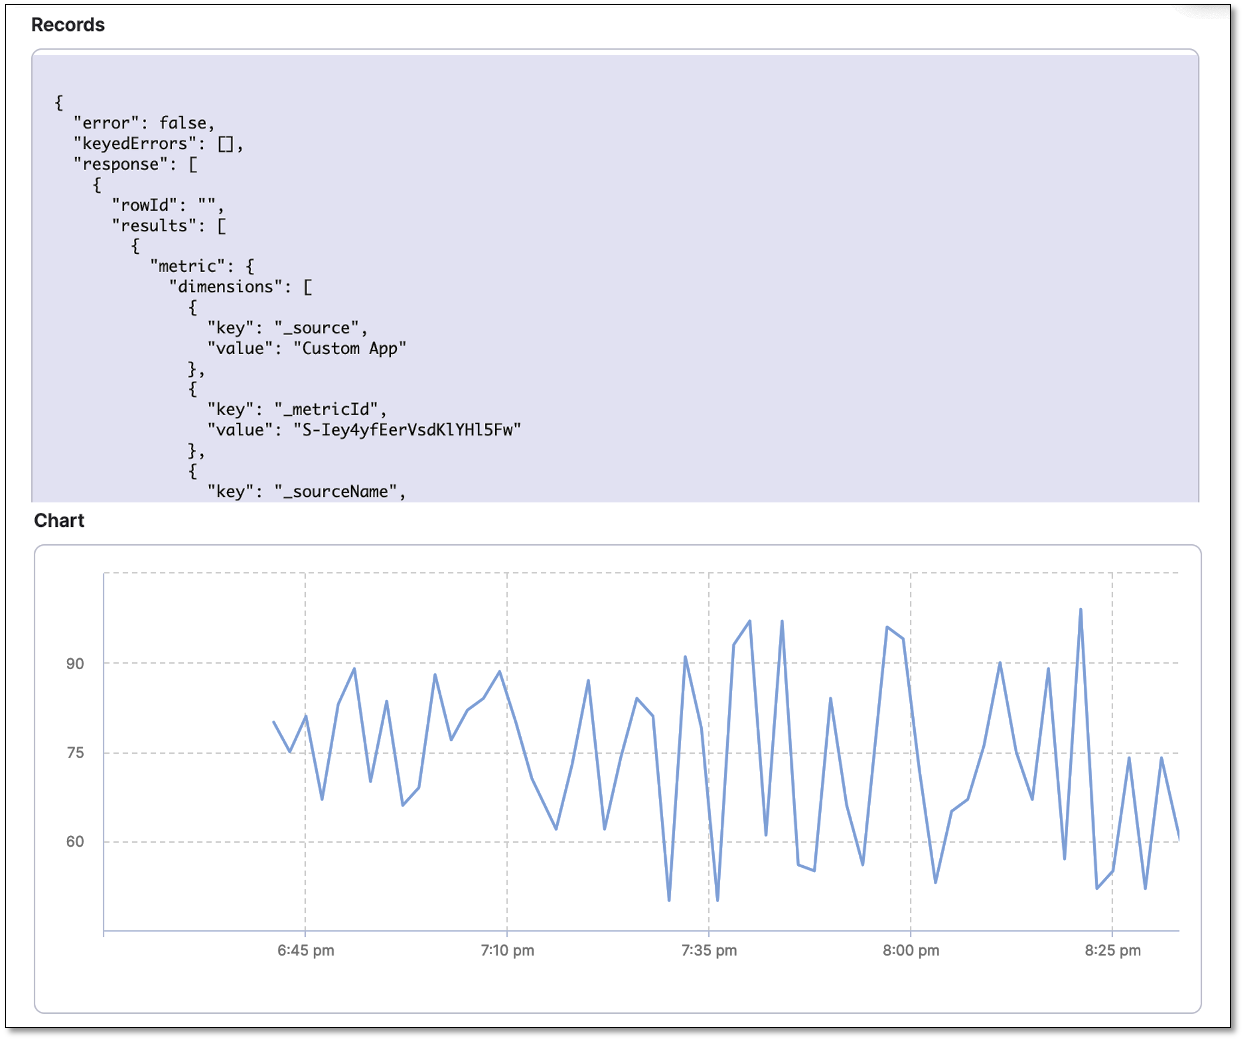 Records
{
"error": false,
"keyedErrors": [],
"response": [
{
"rowId": "",
"results": [
{
"metric": {
"dimensions": [
{
"key": "_source",
"value": "Custom App"
},
{
"key": "_metricId",
"value": "S-Iey4yfEerVsdKlYHl5Fw"
},
{
"key": "_sourceName",
Chart
90
75
60
6:45 pm 7:10 pm 7:35 pm 8:00 pm 8:25 pm